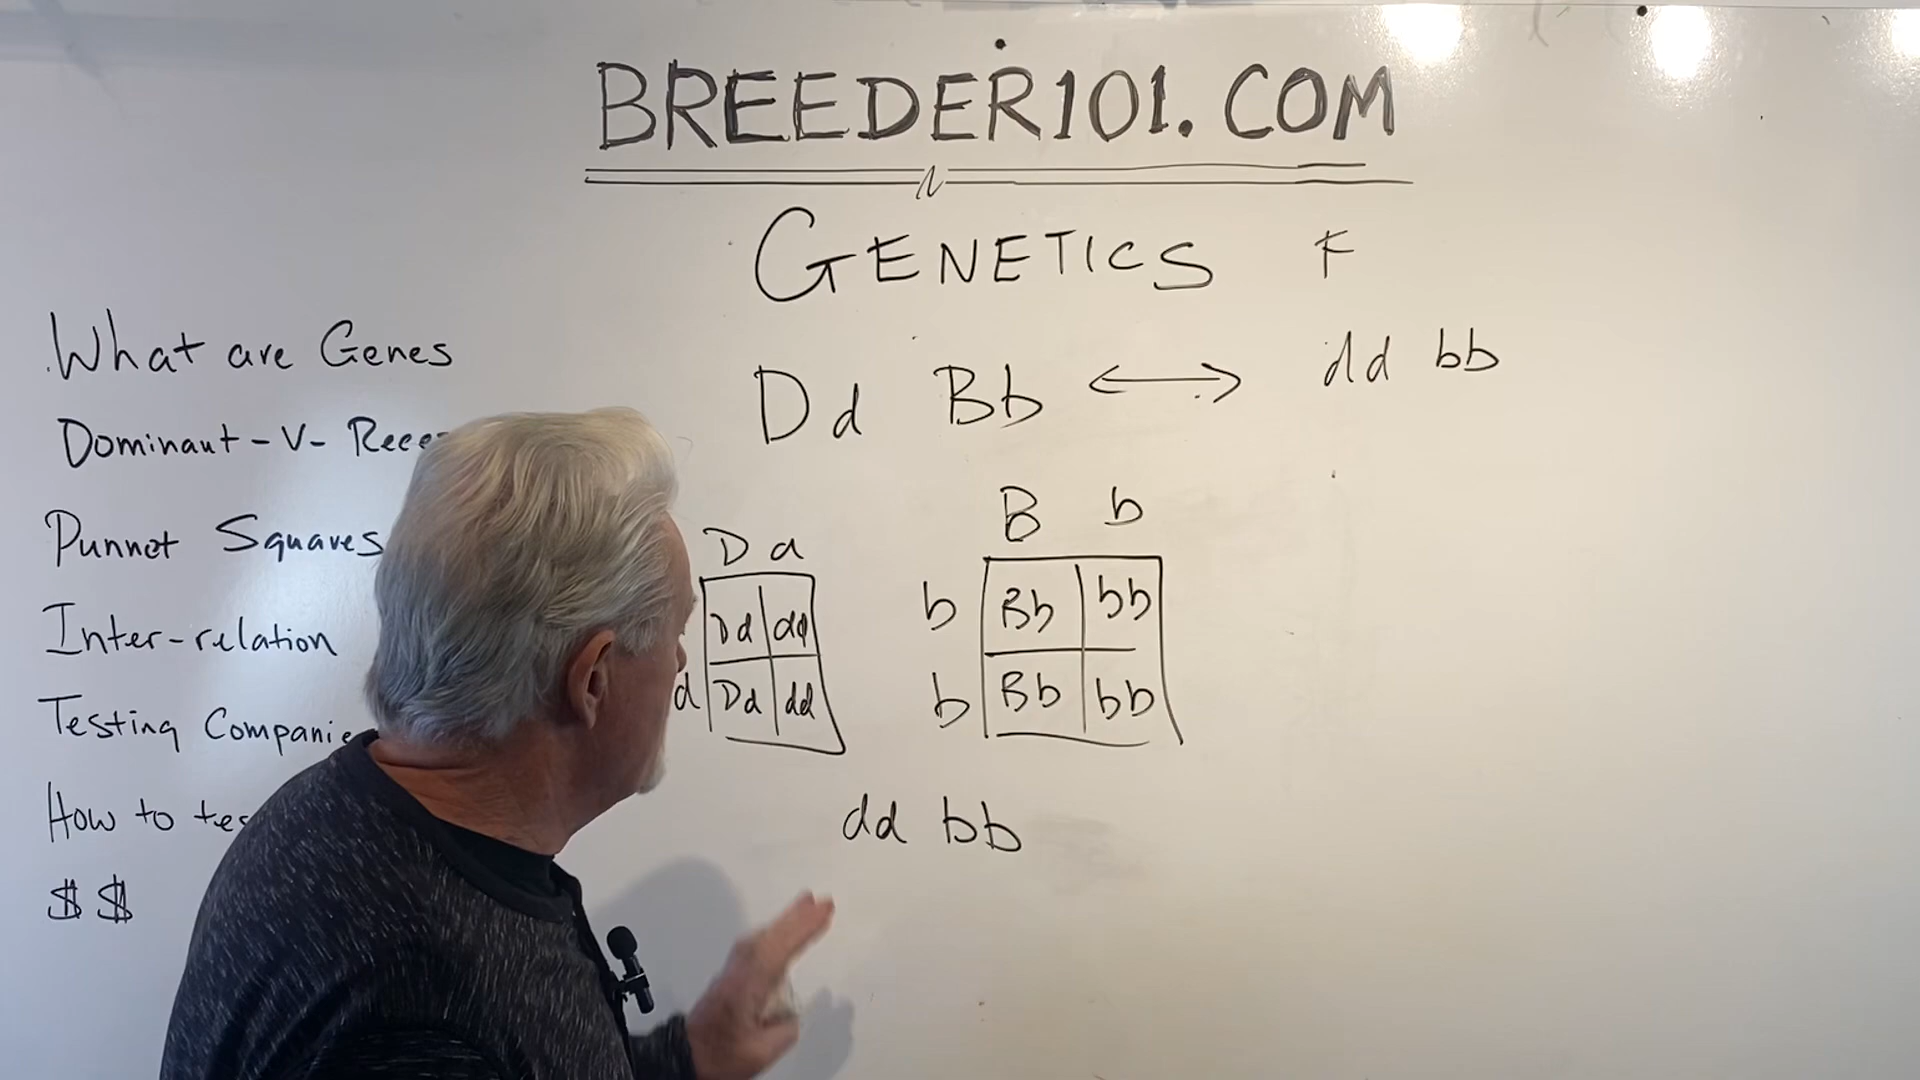 BREEDER101.COM
GENETICS F
What are Genes
Dominant-V-
Punnet Squares
Inter-relation
Testing
How to
$$
Dd Bb ↔ dd bb
D d
Dd dd
d Dd dd
B b
b Bb bb
b Bb bb
dd bb